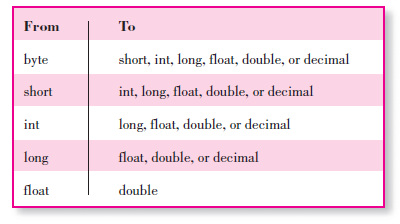 From To
byte short, int, long, float, double, or decimal
short int, long, float, double, or decimal
int long, float, double, or decimal
long float, double, or decimal
float double